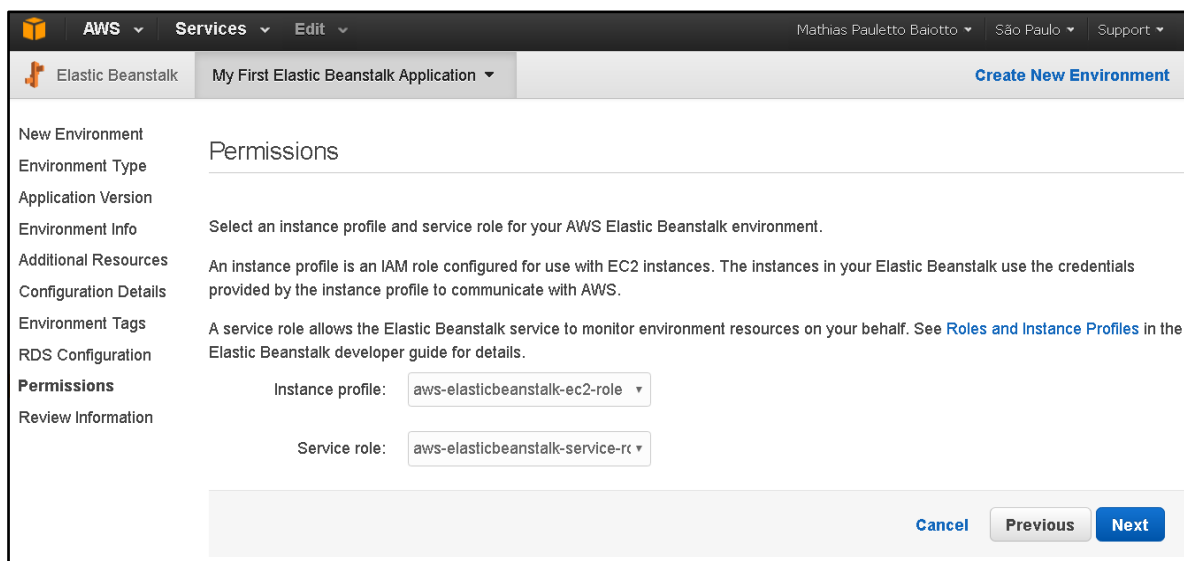 AWS Services Edit Mathias Pauletto Baiotto São Paulo Support
Elastic Beanstalk My First Elastic Beanstalk Application Create New Environment
New Environment
Environment Type
Application Version
Environment Info
Additional Resources
Configuration Details
Environment Tags
RDS Configuration
Permissions
Review Information
Permissions
Select an instance profile and service role for your AWS Elastic Beanstalk environment.
An instance profile is an IAM role configured for use with EC2 instances. The instances in your Elastic Beanstalk use the credentials
provided by the instance profile to communicate with AWS.
A service role allows the Elastic Beanstalk service to monitor environment resources on your behalf. See Roles and Instance Profiles in the
Elastic Beanstalk developer guide for details.
Instance profile: aws-elasticbeanstalk-ec2-role
Service role: aws-elasticbeanstalk-service-ro
Cancel Previous Next